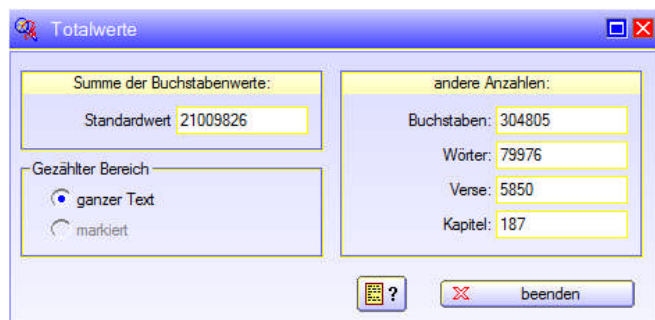 Totalwerte
Summe der Buchstabenwerte:
Standardwert 21009826
Gezählter Bereich
ganzer Text
markiert
andere Anzahlen:
Buchstaben: 304805
Wörter: 79976
Verse: 5850
Kapitel: 187
?
beenden